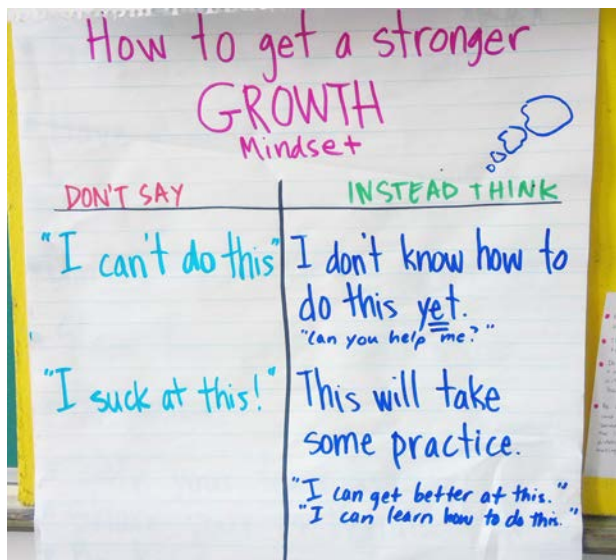 How to get a stronger
GROWTH
Mindset
DON'T SAY
INSTEAD THINK
"I can't do this"
I don't know how to
do this yet.
"Can you help me?"
"I suck at this!"
This will take
some practice.
"I can get better at this."
"I can learn how to do this."